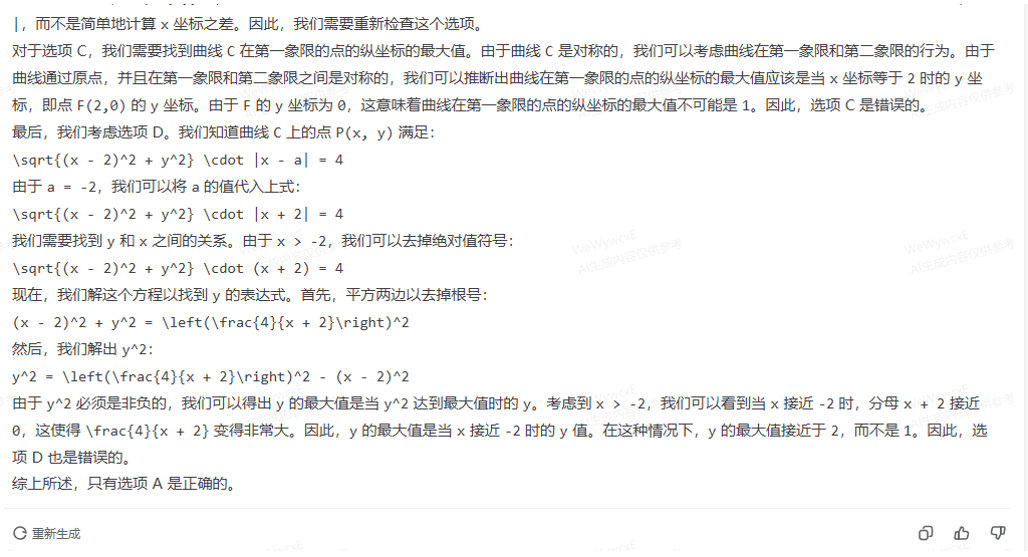 |，而不是简单地计算 x 坐标之差。因此，我们需要重新检查这个选项。
对于选项 C，我们需要找到曲线 C 在第一象限的点的纵坐标的最大值。由于曲线 C 是对称的，我们可以考虑曲线在第一象限和第二象限的行为。由于
曲线通过原点，并且在第一象限和第二象限之间是对称的，我们可以推断出曲线在第一象限的点的纵坐标的最大值应该是当 x 坐标等于 2 时的 y 坐
标，即点 F(2,0) 的 y 坐标。由于 F 的 y 坐标为 0，这意味着曲线在第一象限的点的纵坐标的最大值不可能是 1。因此，选项 C 是错误的。
最后，我们考虑选项 D。我们知道曲线 C 上的点 P(x, y) 满足：
\sqrt{(x - 2)^2 + y^2} \cdot |x - a| = 4
由于 a = -2，我们可以将 a 的值代入上式：
\sqrt{(x - 2)^2 + y^2} \cdot |x + 2| = 4
我们需要找到 y 和 x 之间的关系。由于 x > -2，我们可以去掉绝对值符号：
\sqrt{(x - 2)^2 + y^2} \cdot (x + 2) = 4
现在，我们解这个方程以找到 y 的表达式。首先，平方两边以去掉根号：
(x - 2)^2 + y^2 = \left(\frac{4}{x + 2}\right)^2
然后，我们解出 y^2：
y^2 = \left(\frac{4}{x + 2}\right)^2 - (x - 2)^2
由于 y^2 必须是非负的，我们可以得出 y 的最大值是当 y^2 达到最大值时的 y。考虑到 x > -2，我们可以看到当 x 接近 -2 时，分母 x + 2 接近
0，这使得 \frac{4}{x + 2} 变得非常大。因此，y 的最大值是当 x 接近 -2 时的 y 值。在这种情况下，y 的最大值接近于 2，而不是 1。因此，选
项 D 也是错误的。
综上所述，只有选项 A 是正确的。
重新生成
WeWywcxE
AI生成内容仅供参考